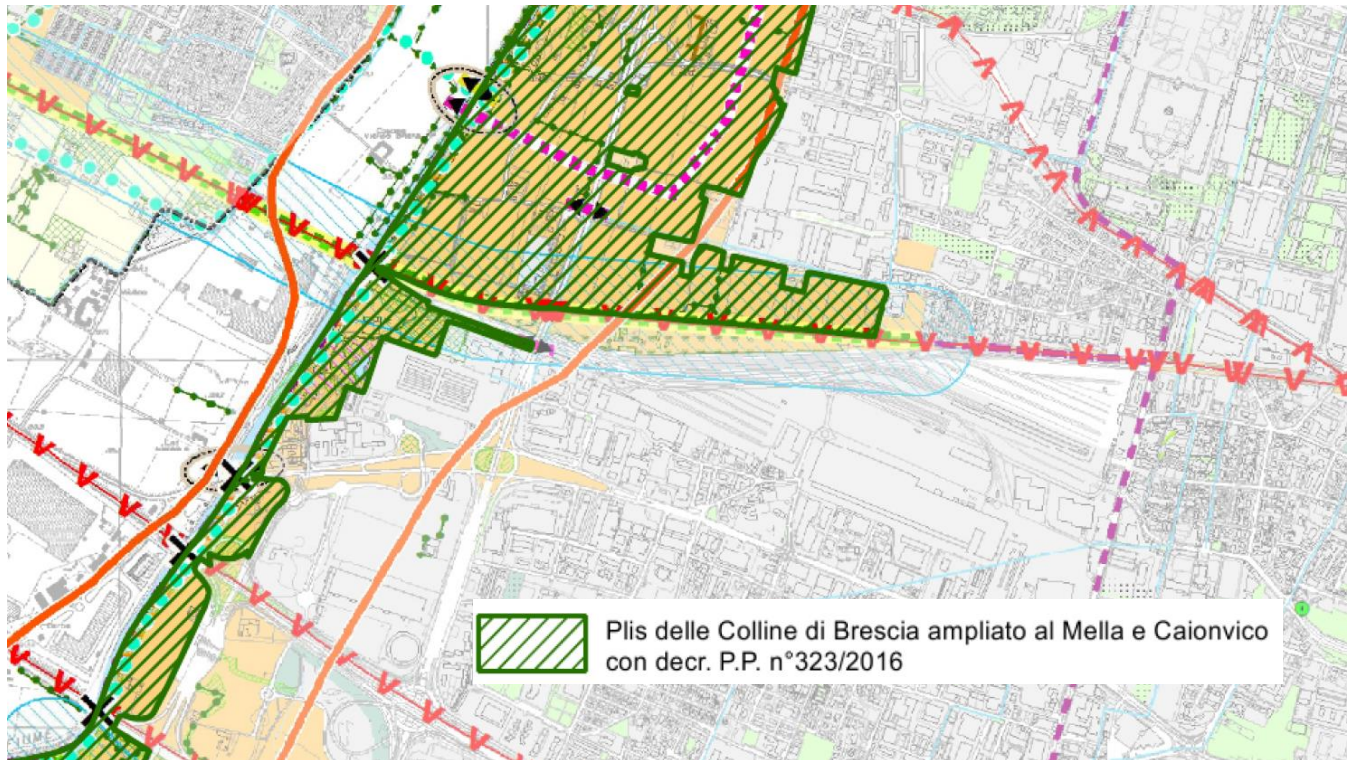 Plis delle Colline di Brescia ampliato al Mella e Caionvico
con decr. P.P. n°323/2016